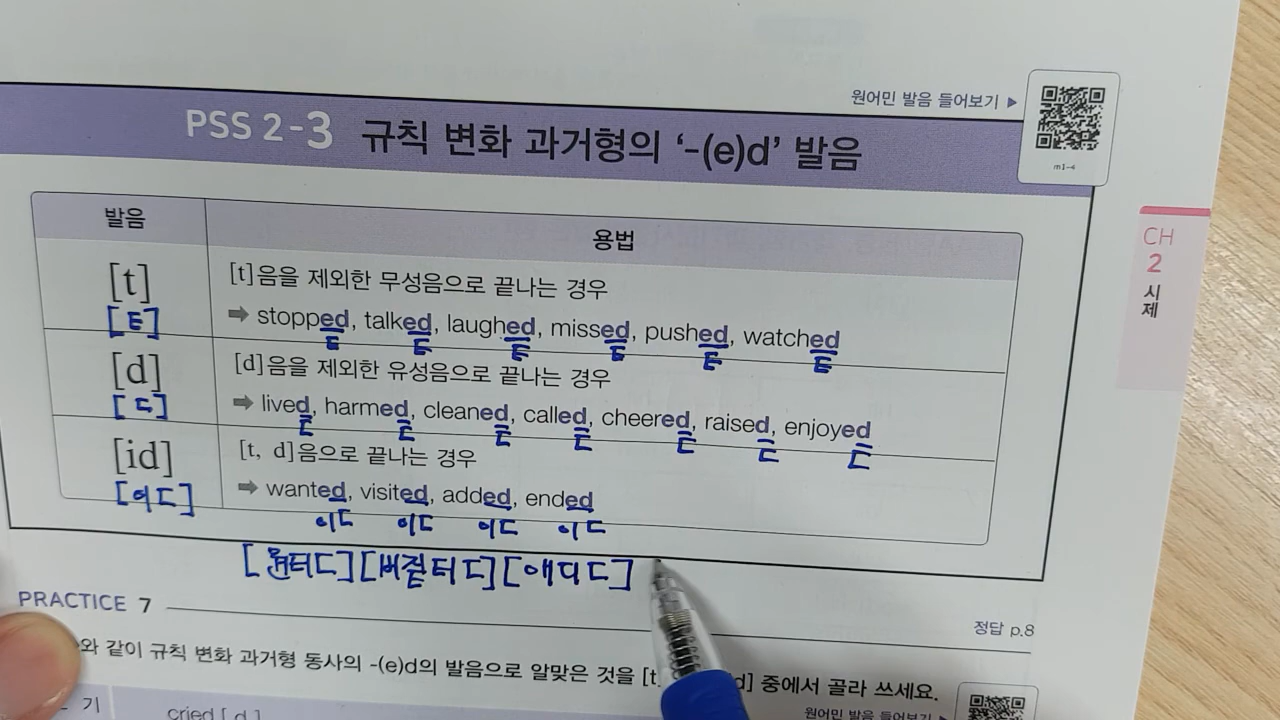 원어민 발음 들어보기 ▶
m1-4
PSS 2-3 규칙 변화 과거형의 '-(e)d' 발음
CH
2
시제
발음
용법
[t]
[ㅌ]
[t]음을 제외한 무성음으로 끝나는 경우
➡ stopped, talked, laughed, missed, pushed, watched
ㅌ ㅌ ㅌ ㅌ ㅌ ㅌ
[d]
[ㄷ]
[d]음을 제외한 유성음으로 끝나는 경우
➡ lived, harmed, cleaned, called, cheered, raised, enjoyed
ㄷ ㄷ ㄷ ㄷ ㄷ ㄷ ㄷ
[id]
[이ㄷ]
[t, d]음으로 끝나는 경우
➡ wanted, visited, added, ended
이ㄷ 이ㄷ 이ㄷ 이ㄷ
[터ㄷ] [터ㄷ] [애디ㄷ]
PRACTICE 7
정답 p.8
와 같이 규칙 변화 과거형 동사의 -(e)d의 발음으로 알맞은 것을 [t d] 중에서 골라 쓰세요.
기
cried [ d ]
원어민 발음 들어보기